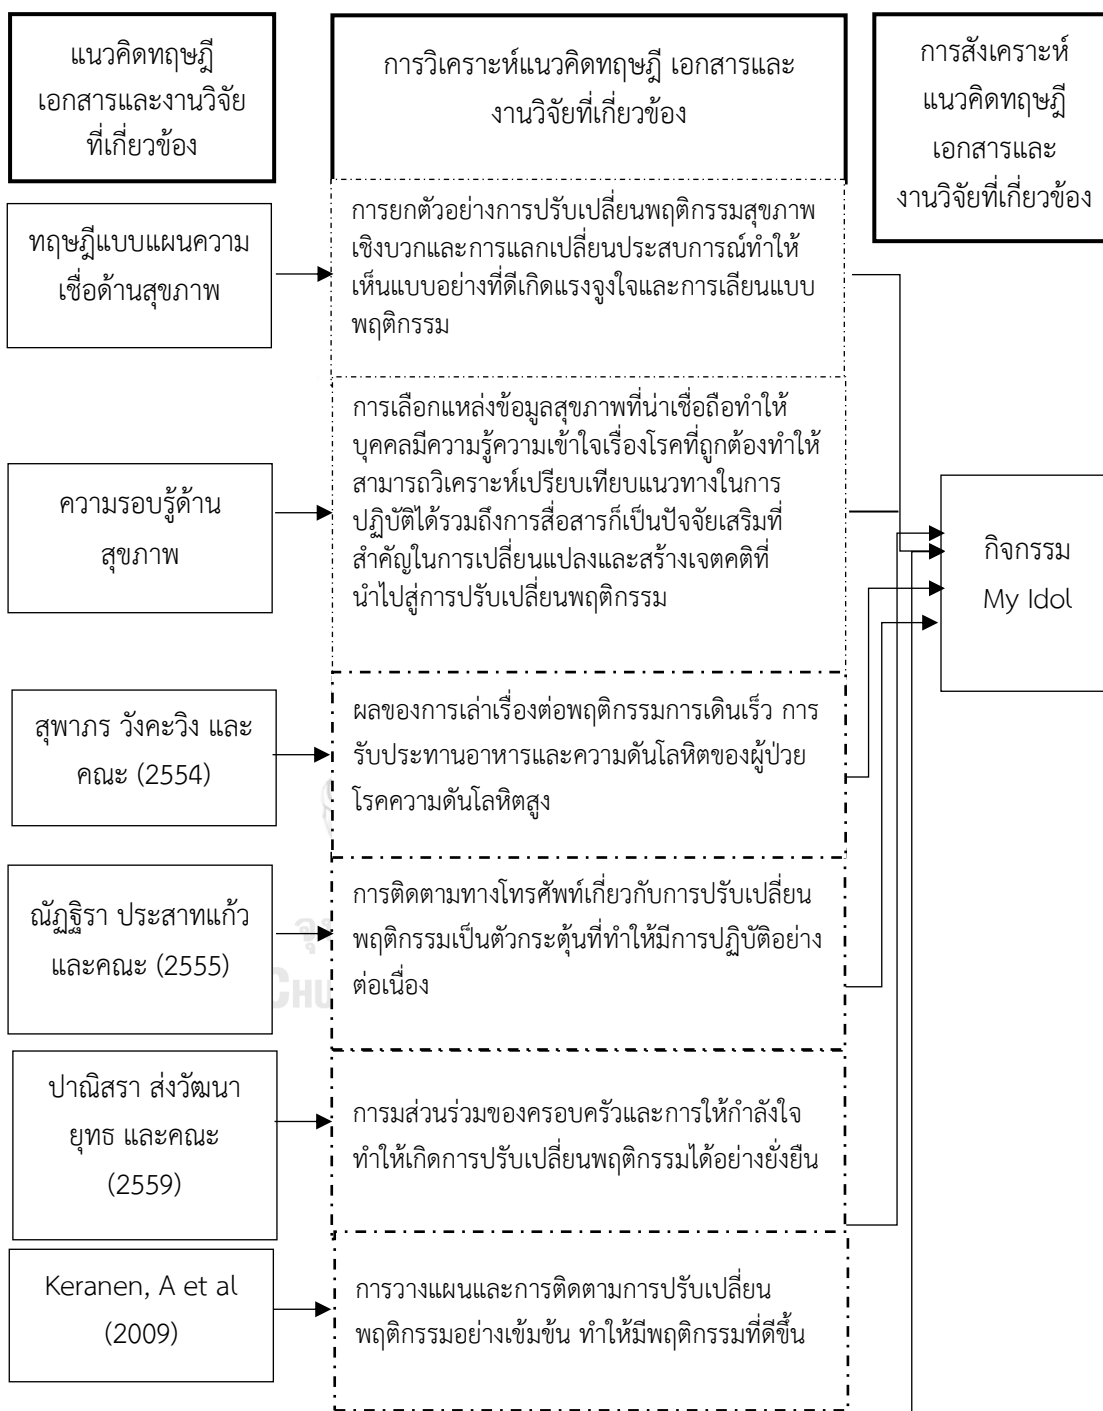 แนวคิดทฤษฎี
เอกสารและงานวิจัย
ที่เกี่ยวข้อง
การวิเคราะห์แนวคิดทฤษฎี เอกสารและ
งานวิจัยที่เกี่ยวข้อง
การสังเคราะห์
แนวคิดทฤษฎี
เอกสารและ
งานวิจัยที่เกี่ยวข้อง
ทฤษฎีแบบแผนความ
เชื่อด้านสุขภาพ
การยกตัวอย่างการปรับเปลี่ยนพฤติกรรมสุขภาพ
เชิงบวกและการแลกเปลี่ยนประสบการณ์ทำให้
เห็นแบบอย่างที่ดีเกิดแรงจูงใจและการเลียนแบบ
พฤติกรรม
ความรอบรู้ด้าน
สุขภาพ
การเลือกแหล่งข้อมูลสุขภาพที่น่าเชื่อถือทำให้
บุคคลมีความรู้ความเข้าใจเรื่องโรคที่ถูกต้องทำให้
สามารถวิเคราะห์เปรียบเทียบแนวทางในการ
ปฏิบัติได้รวมถึงการสื่อสารก็เป็นปัจจัยเสริมที่
สำคัญในการเปลี่ยนแปลงและสร้างเจตคติที่
นำไปสู่การปรับเปลี่ยนพฤติกรรม
กิจกรรม
My Idol
สุพาภร วังคะวิง และ
คณะ (2554)
ผลของการเล่าเรื่องต่อพฤติกรรมการเดินเร็ว การ
รับประทานอาหารและความดันโลหิตของผู้ป่วย
โรคความดันโลหิตสูง
ณัฏฐิรา ประสาทแก้ว
และคณะ (2555)
การติดตามทางโทรศัพท์เกี่ยวกับการปรับเปลี่ยน
พฤติกรรมเป็นตัวกระตุ้นที่ทำให้มีการปฏิบัติอย่าง
ต่อเนื่อง
ปาณิสรา ส่งวัฒนา
ยุทธ และคณะ
(2559)
การมส่วนร่วมของครอบครัวและการให้กำลังใจ
ทำให้เกิดการปรับเปลี่ยนพฤติกรรมได้อย่างยั่งยืน
Keranen, A et al
(2009)
การวางแผนและการติดตามการปรับเปลี่ยน
พฤติกรรมอย่างเข้มข้น ทำให้มีพฤติกรรมที่ดีขึ้น